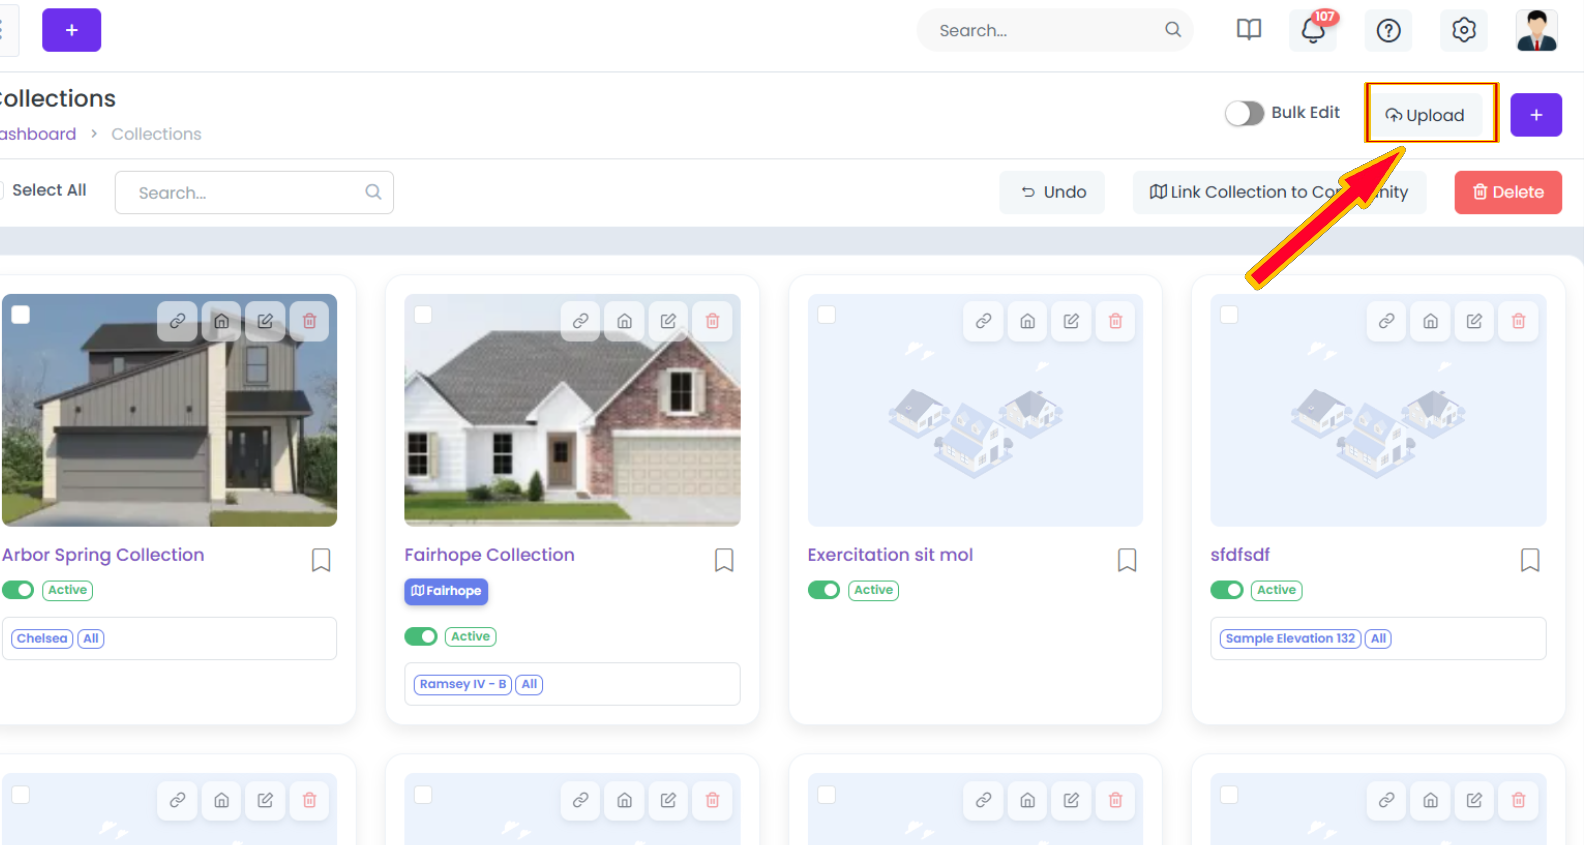 +
Search...
107
ollections
Bulk Edit
Upload
+
ashboard > Collections
Select All
Search...
Undo
Link Collection to Co nity
Delete
Arbor Spring Collection
Active
Chelsea All
Fairhope Collection
Fairhope
Active
Ramsey IV - B All
Exercitation sit mol
Active
sfdfsdf
Active
Sample Elevation 132 All